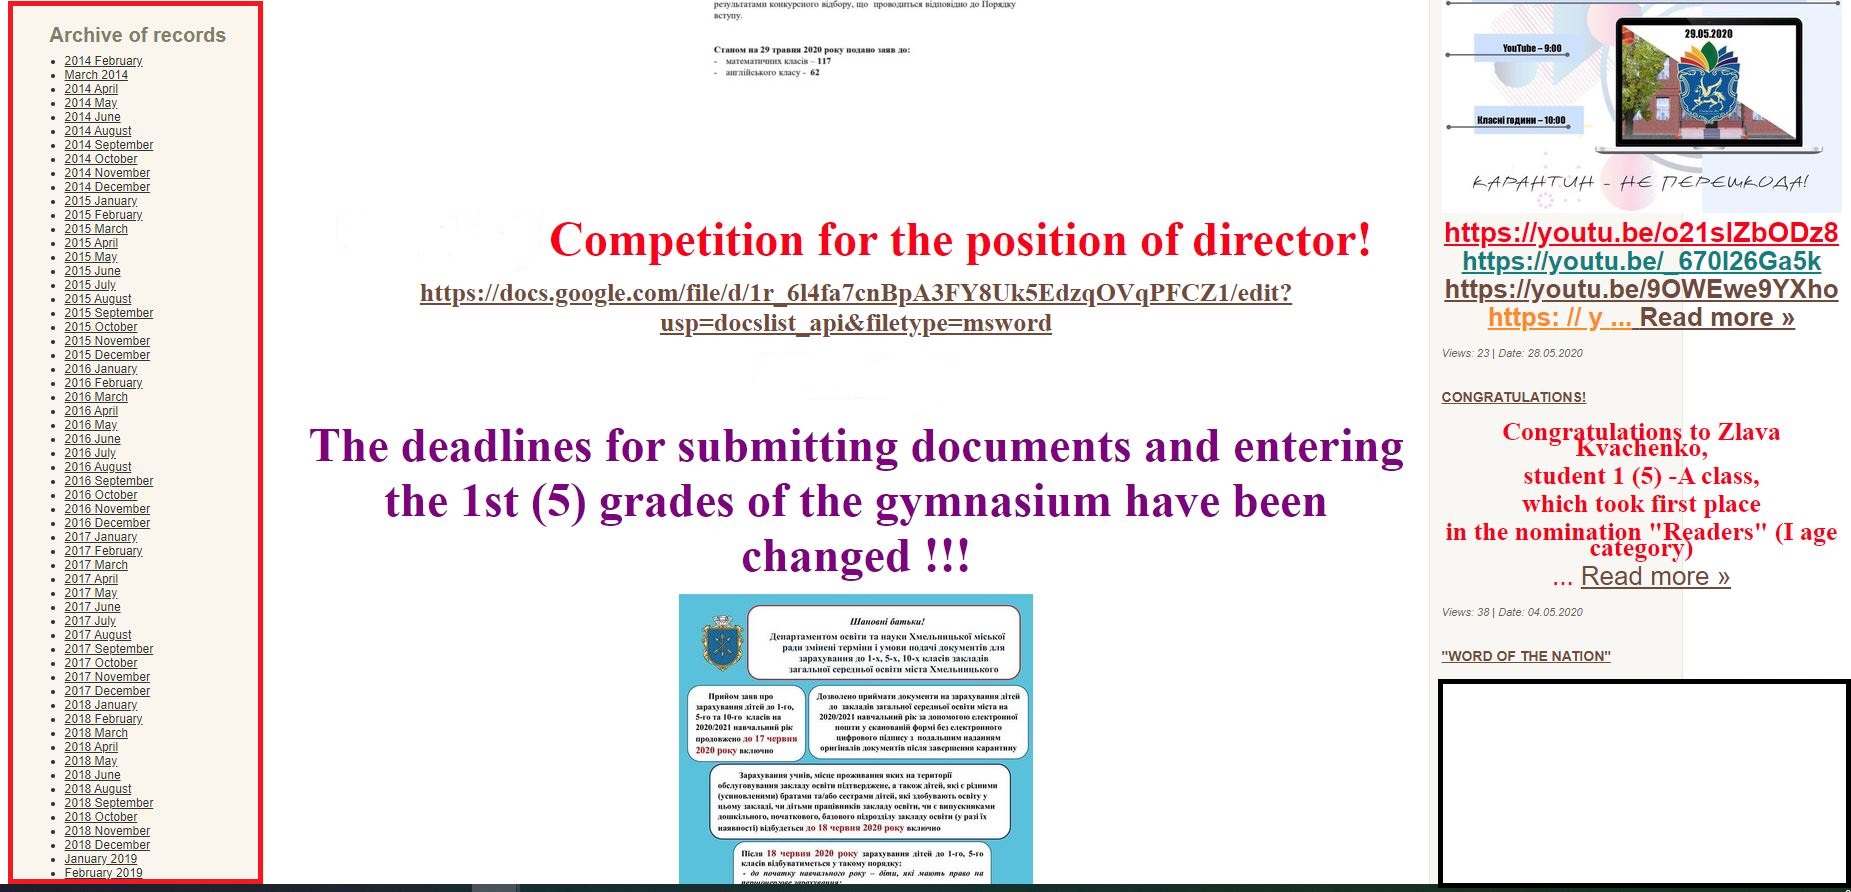 Archive of records
2014 February
March 2014
2014 April
2014 May
2014 June
2014 August
2014 September
2014 October
2014 November
2014 December
2015 January
2015 February
2015 March
2015 April
2015 May
2015 June
2015 July
2015 August
2015 September
2015 October
2015 November
2015 December
2016 January
2016 February
2016 March
2016 April
2016 May
2016 June
2016 July
2016 August
2016 September
2016 October
2016 November
2016 December
2017 January
2017 February
2017 March
2017 April
2017 May
2017 June
2017 July
2017 August
2017 September
2017 October
2017 November
2017 December
2018 January
2018 February
2018 March
2018 April
2018 May
2018 June
2018 August
2018 September
2018 October
2018 November
2018 December
January 2019
February 2019
результатами конкурсного відбору, що проводиться відповідно до Порядку
вступу.
Станом на 29 травня 2020 року подано заяв до:
- математичних класів – 117
- англійського класу - 62
Competition for the position of director!
https://docs.google.com/file/d/1r_6l4fa7cnBpA3FY8Uk5EdzqOVqPFCZ1/edit?
usp=docslist_api&filetype=msword
The deadlines for submitting documents and entering
the 1st (5) grades of the gymnasium have been
changed !!!
Шановні батьки!
Департаментом освіти та науки Хмельницької міської
ради змінені терміни і умови подачі документів для
зарахування до 1-х, 5-х, 10-х класів закладів
загальної середньої освіти міста Хмельницького
Прийом заяв про
зарахування дітей до 1-го,
5-го та 10-го класів на
2020/2021 навчальний рік
продовжено до 17 червня
2020 року включно
Дозволено приймати документи на зарахування дітей
до закладів загальної середньої освіти міста на
2020/2021 навчальний рік за допомогою електронної
пошти у сканованій формі без електронного
цифрового підпису з подальшим наданням
оригіналів документів після завершення карантину
Зарахування учнів, місце проживання яких на території
обслуговування закладу освіти підтверджене, а також дітей, які є рідними
(усиновленими) братами та/або сестрами дітей, які здобувають освіту у
цьому закладі, чи дітьми працівників закладу освіти, чи є випускниками
дошкільного, початкового, базового підрозділу закладу освіти (у разі їх
наявності) відбудеться до 18 червня 2020 року включно
Після 18 червня 2020 року зарахування дітей до 1-го, 5-го
класів відбуватиметься у такому порядку:
- до початку навчального року – діти, які мають право на
першочергове зарахування;
29.05.2020
YouTube – 9:00
Класні години – 10:00
КАРАНТИН - НЕ ПЕРЕШКОДА!
https://youtu.be/o21slZbODz8
https://youtu.be/_670I26Ga5k
https://youtu.be/9OWEwe9YXho
https: // y ... Read more »
Views: 23 | Date: 28.05.2020
CONGRATULATIONS!
Congratulations to Zlava
Kvachenko,
student 1 (5) -A class,
which took first place
in the nomination "Readers" (I age
category)
... Read more »
Views: 38 | Date: 04.05.2020
"WORD OF THE NATION"